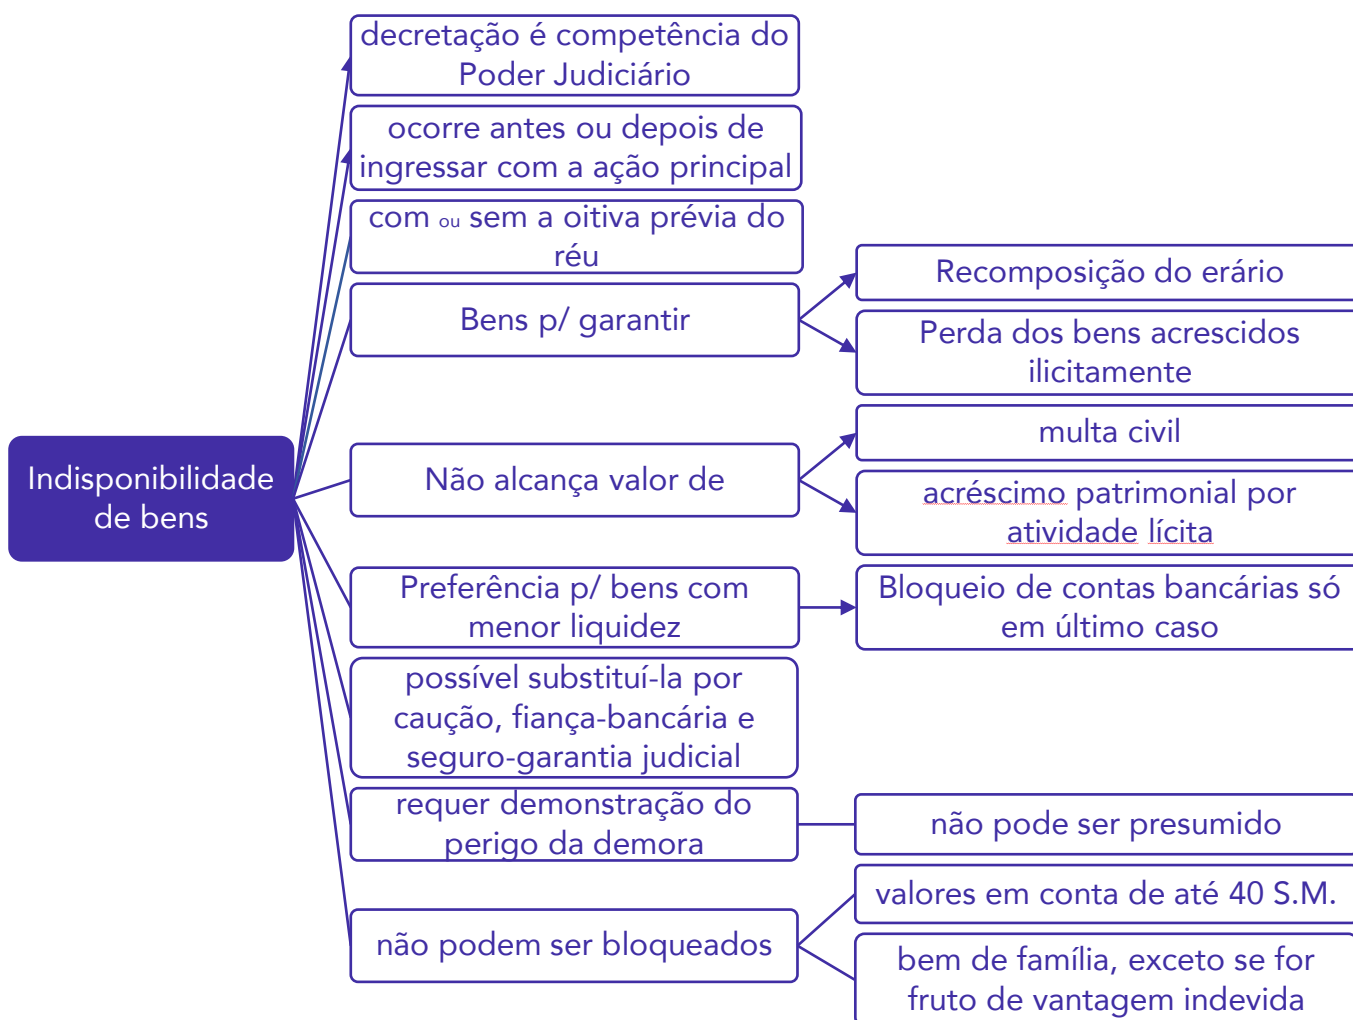 decretação é competência do
Poder Judiciário
ocorre antes ou depois de
ingressar com a ação principal
com ou sem a oitiva prévia do
réu
Bens p/ garantir
Recomposição do erário
Perda dos bens acrescidos
ilicitamente
Indisponibilidade
de bens
Não alcança valor de
multa civil
acréscimo patrimonial por
atividade lícita
Preferência p/ bens com
menor liquidez
Bloqueio de contas bancárias só
em último caso
possível substituí-la por
caução, fiança-bancária e
seguro-garantia judicial
requer demonstração do
perigo da demora
não pode ser presumido
não podem ser bloqueados
valores em conta de até 40 S.M.
bem de família, exceto se for
fruto de vantagem indevida